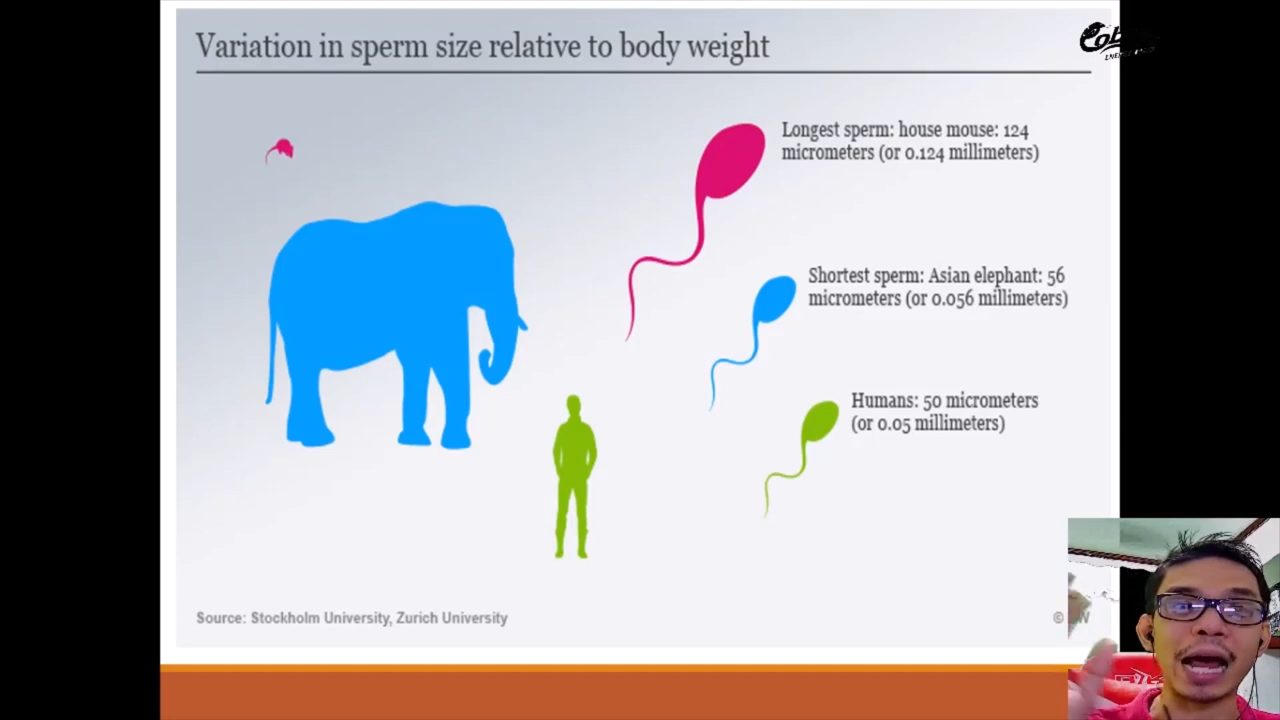 Variation in sperm size relative to body weight
Longest sperm: house mouse: 124
micrometers (or 0.124 millimeters)
Shortest sperm: Asian elephant: 56
micrometers (or 0.056 millimeters)
Humans: 50 micrometers
(or 0.05 millimeters)
Source: Stockholm University, Zurich University
©